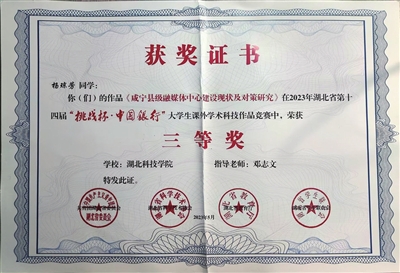 获奖证书
同学：
你（们）的作品《咸宁县级融媒体中心建设现状及对策研究》在2023年湖北省第十
四届“挑战杯·中国银行”大学生课外学术科技作品竞赛中，荣获
三等奖
学校：湖北科技学院
指导老师：邓志文
特发此证。